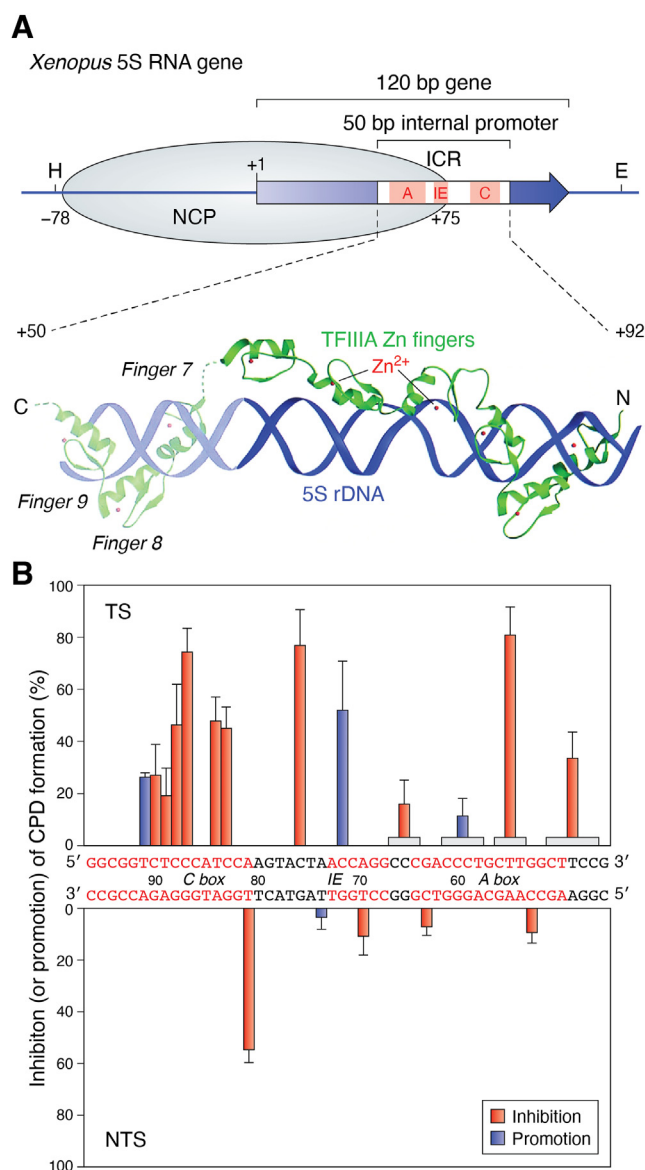 A
Xenopus 5S RNA gene
120 bp gene
50 bp internal promoter
ICR
H
+1
E
A
IE
C
−78
NCP
+75
+50
+92
TFIIIA Zn fingers
Finger 7
Zn2+
C
N
5S rDNA
Finger 9
Finger 8
B
Inhibiton (or promotion) of CPD formation (%)
100
TS
80
60
40
20
0
5′ GGCGGTCTCCCATCCAAGTACTAACCAGGCCCGACCCTGCTTGGCTTCCG 3′
90 C box 80 IE 70 60 A box
3′ CCGCCAGAGGGTAGGTTCATGATTGGTCCGGGCTGGGACGAACCGAAGGC 5′
0
20
40
60
80
100
NTS
Inhibition
Promotion